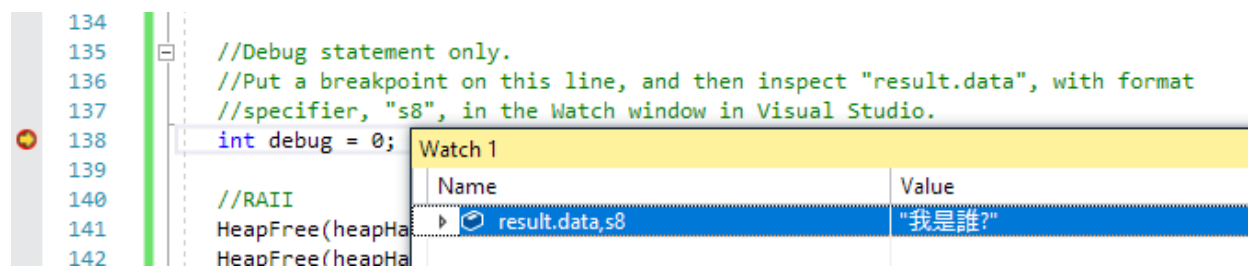 134
135 //Debug statement only.
136 //Put a breakpoint on this line, and then inspect "result.data", with format
137 //specifier, "s8", in the Watch window in Visual Studio.
138 int debug = 0;
Watch 1
139
Name Value
140 //RAII
result.data,s8 "我是誰?"
141 HeapFree(heapHa
142 HeapFree(heapHa